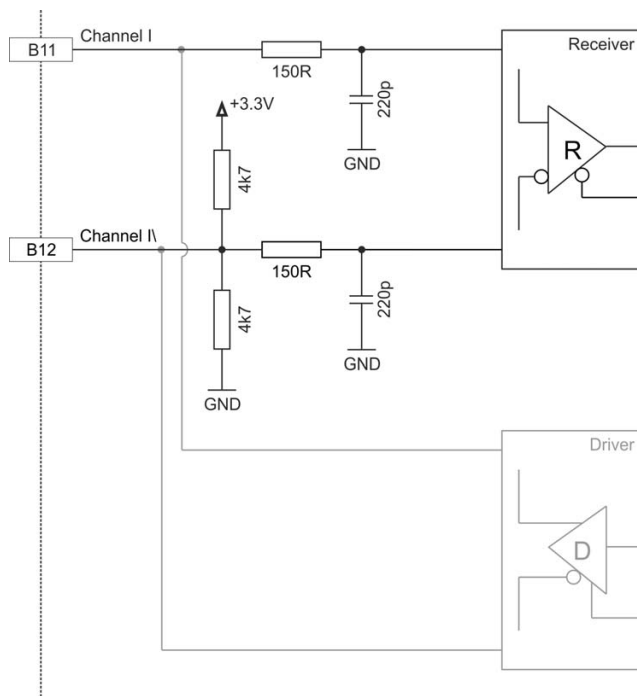 Channel I
Receiver
B11
150R
+3.3V
220p
GND
R
4k7
Channel I\
B12
150R
4k7
220p
GND
GND
Driver
D